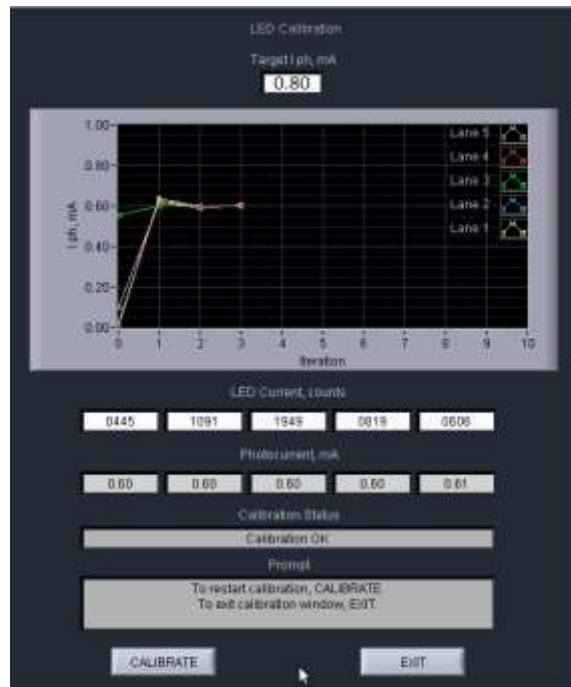 LED Calibration
Target I ph, mA
0.80
1.00
0.80
0.60
0.40
0.20
0.00
I ph, mA
0 1 2 3 4 5 6 7 8 9 10
Iteration
Lane 5
Lane 4
Lane 3
Lane 2
Lane 1
LED Current, counts
0445 1091 1949 0819 0606
Photocurrent, mA
0.60 0.60 0.60 0.60 0.61
Calibration Status
Calibration OK
Prompt
To restart calibration, CALIBRATE.
To exit calibration window, EXIT.
CALIBRATE EXIT